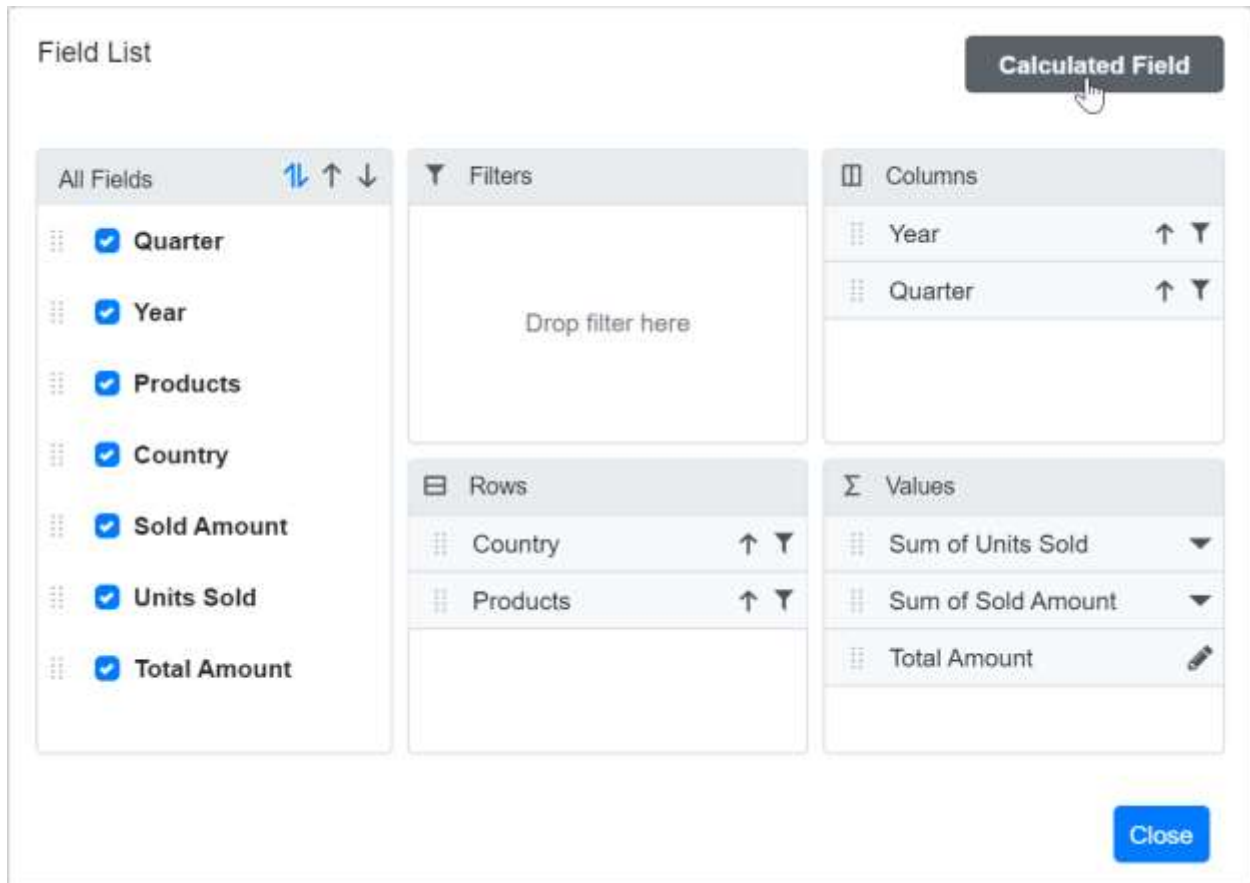 Field List
Calculated Field
All Fields
Quarter
Year
Products
Country
Sold Amount
Units Sold
Total Amount
Filters
Drop filter here
Columns
Year
Quarter
Rows
Country
Products
Values
Sum of Units Sold
Sum of Sold Amount
Total Amount
Close